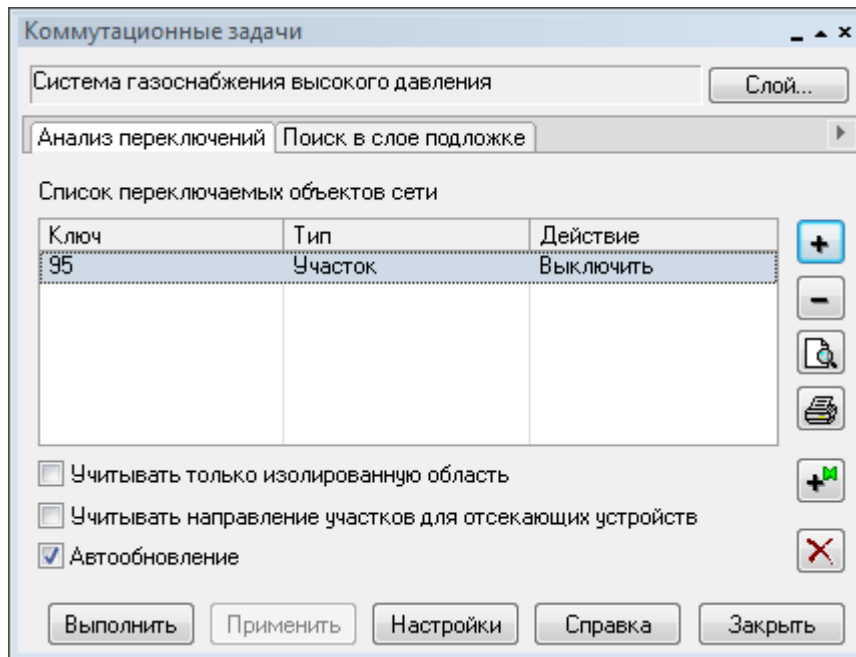 Коммутационные задачи
Система газоснабжения высокого давления
Слой...
Анализ переключений Поиск в слое подложке
Список переключаемых объектов сети
Ключ Тип Действие
95 Участок Выключить
Учитывать только изолированную область
Учитывать направление участков для отсекающих устройств
Автообновление
Выполнить Применить Настройки Справка Закрыть